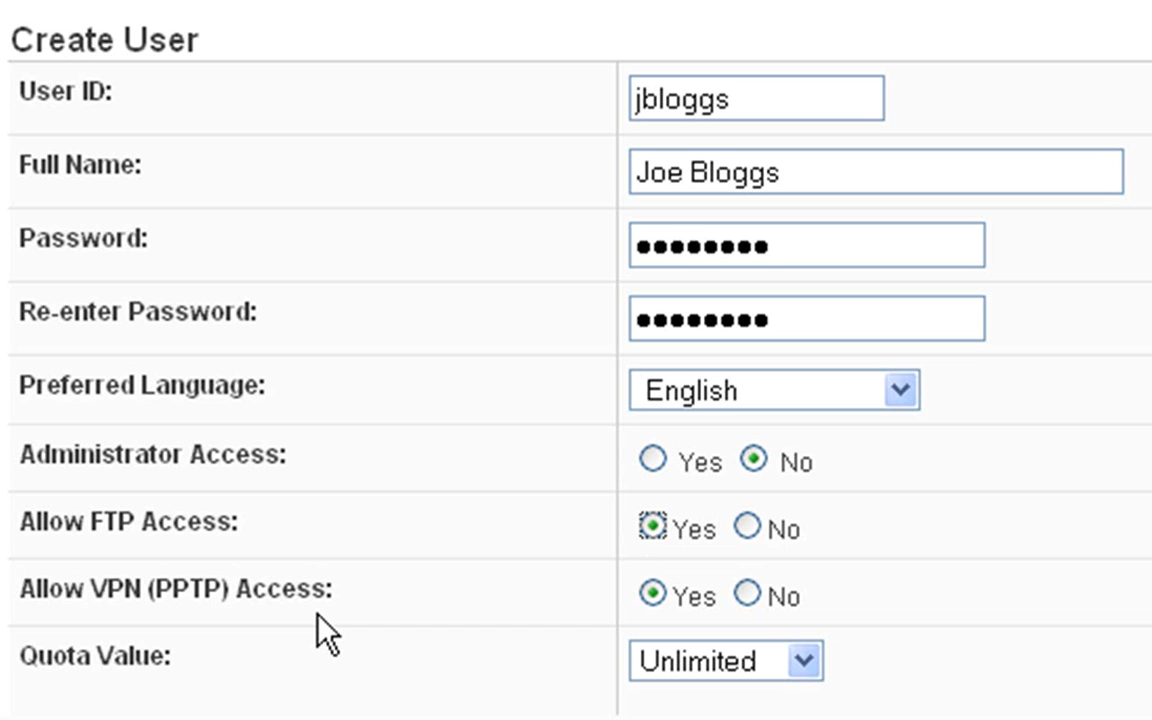 Create User
User ID: jbloggs
Full Name: Joe Bloggs
Password: ●●●●●●●●
Re-enter Password: ●●●●●●●●
Preferred Language: English
Administrator Access: Yes No
Allow FTP Access: Yes No
Allow VPN (PPTP) Access: Yes No
Quota Value: Unlimited